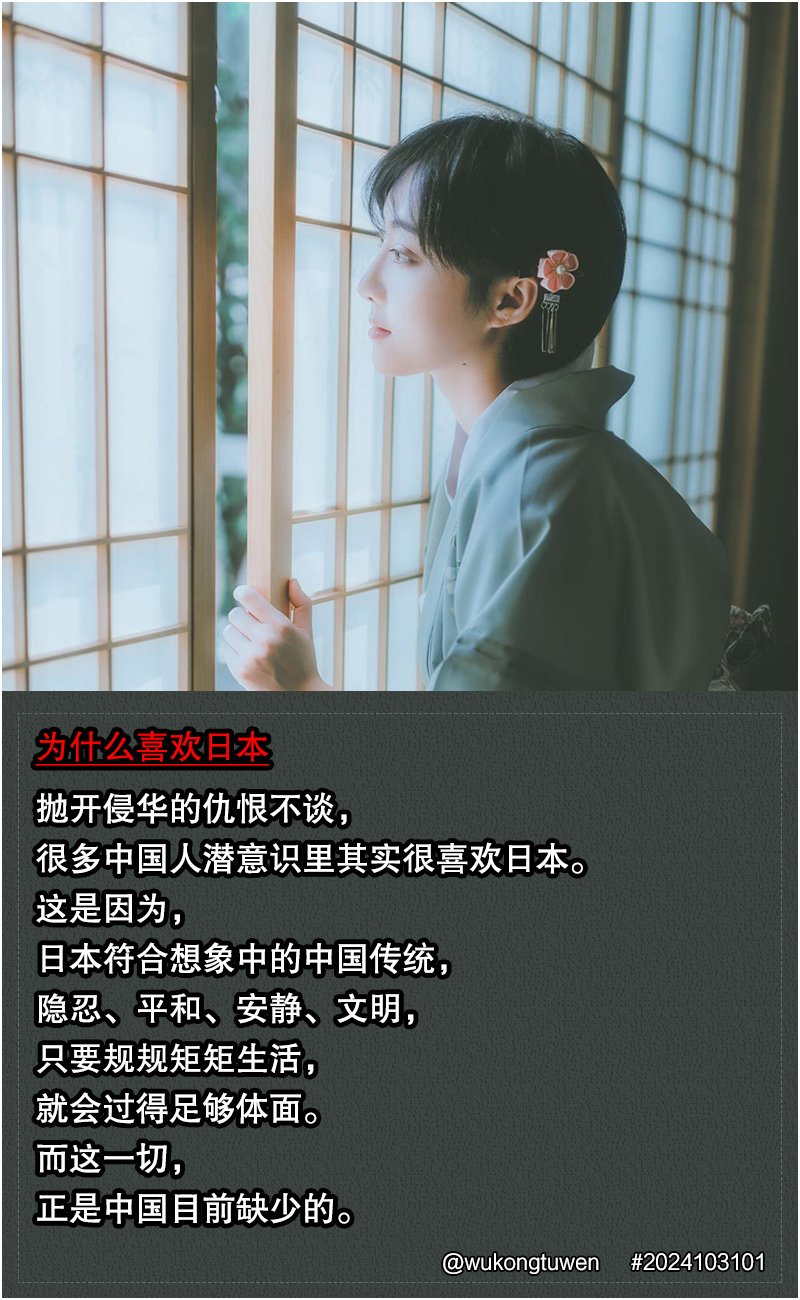 为什么喜欢日本
抛开侵华的仇恨不谈，
很多中国人潜意识里其实很喜欢日本。
这是因为，
日本符合想象中的中国传统，
隐忍、平和、安静、文明，
只要规规矩矩生活，
就会过得足够体面。
而这一切，
正是中国目前缺少的。
@wukongtuwen #2024103101